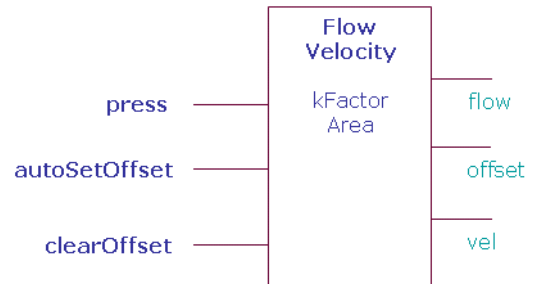 Flow
Velocity
kFactor
Area
press
autoSetOffset
clearOffset
flow
offset
vel